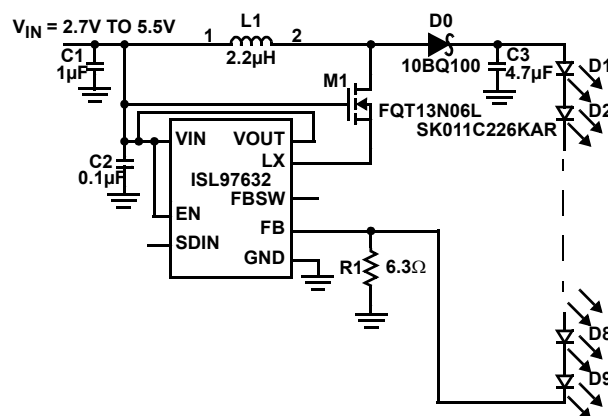 VIN = 2.7V TO 5.5V
L1
1
2
2.2µH
D0
10BQ100
C1
1µF
C3
4.7µF
D1
D2
M1
FQT13N06L
SK011C226KAR
C2
0.1µF
VIN
VOUT
LX
ISL97632
FBSW
EN
FB
SDIN
GND
R1
6.3Ω
D8
D9